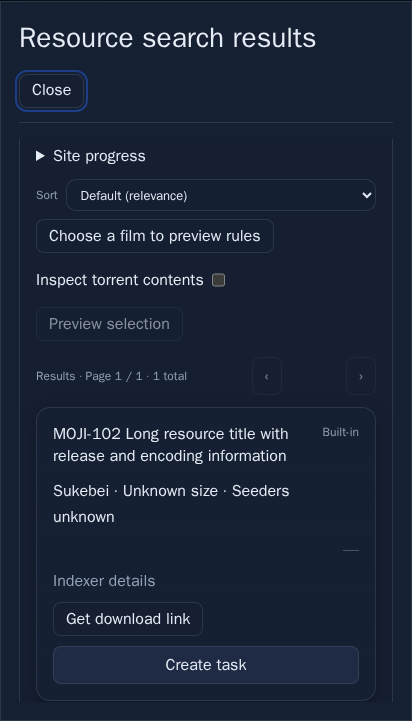 Resource search results
Close
Site progress
Sort Default (relevance)
Choose a film to preview rules
Inspect torrent contents
Preview selection
Results · Page 1 / 1 · 1 total ‹ ›
MOJI-102 Long resource title with Built-in
release and encoding information
Sukebei · Unknown size · Seeders
unknown
—
Indexer details
Get download link
Create task